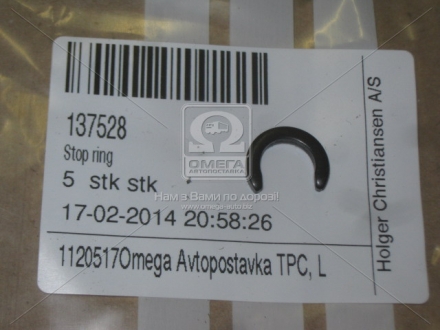 137528
Stop ring
5 stk stk
17-02-2014 20:58:26
1120517Omega Avtopostavka TPC, L
Holger Christiansen A/S
ОМЕГА
АВТОПОСТАВКА
Нам з Вами по дорозі!